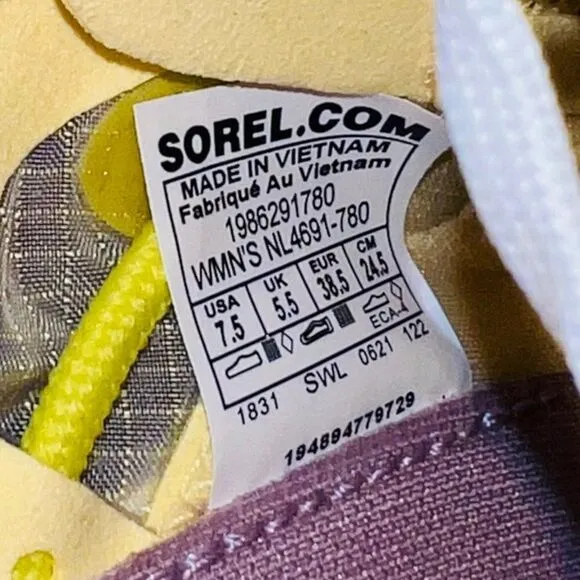 SOREL.COM
MADE IN VIETNAM
Fabriqué Au Vietnam
1986291780
WMN'S NL4691-780
USA UK EUR CM
7.5 5.5 38.5 24.5
ECA-4
1831 SWL 0621 122
194894779729